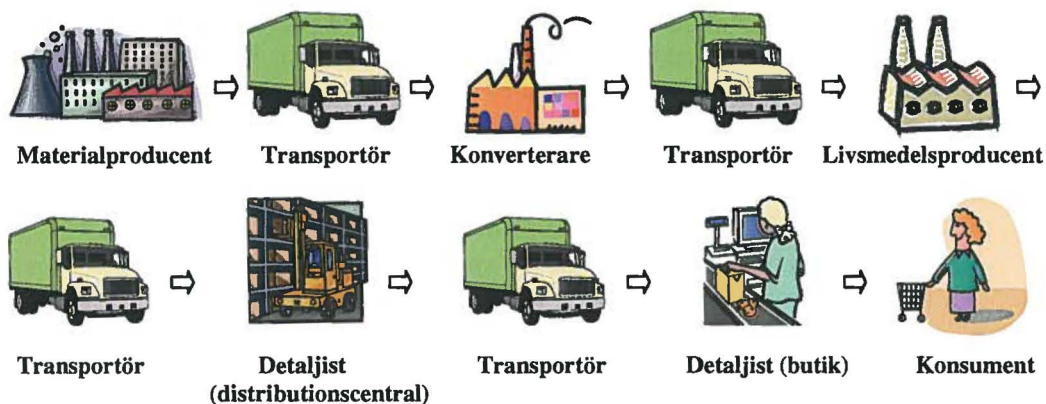 Materialproducent Transportör Konverterare Transportör Livsmedelsproducent
Transportör Detaljist Transportör Detaljist (butik) Konsument
(distributionscentral)